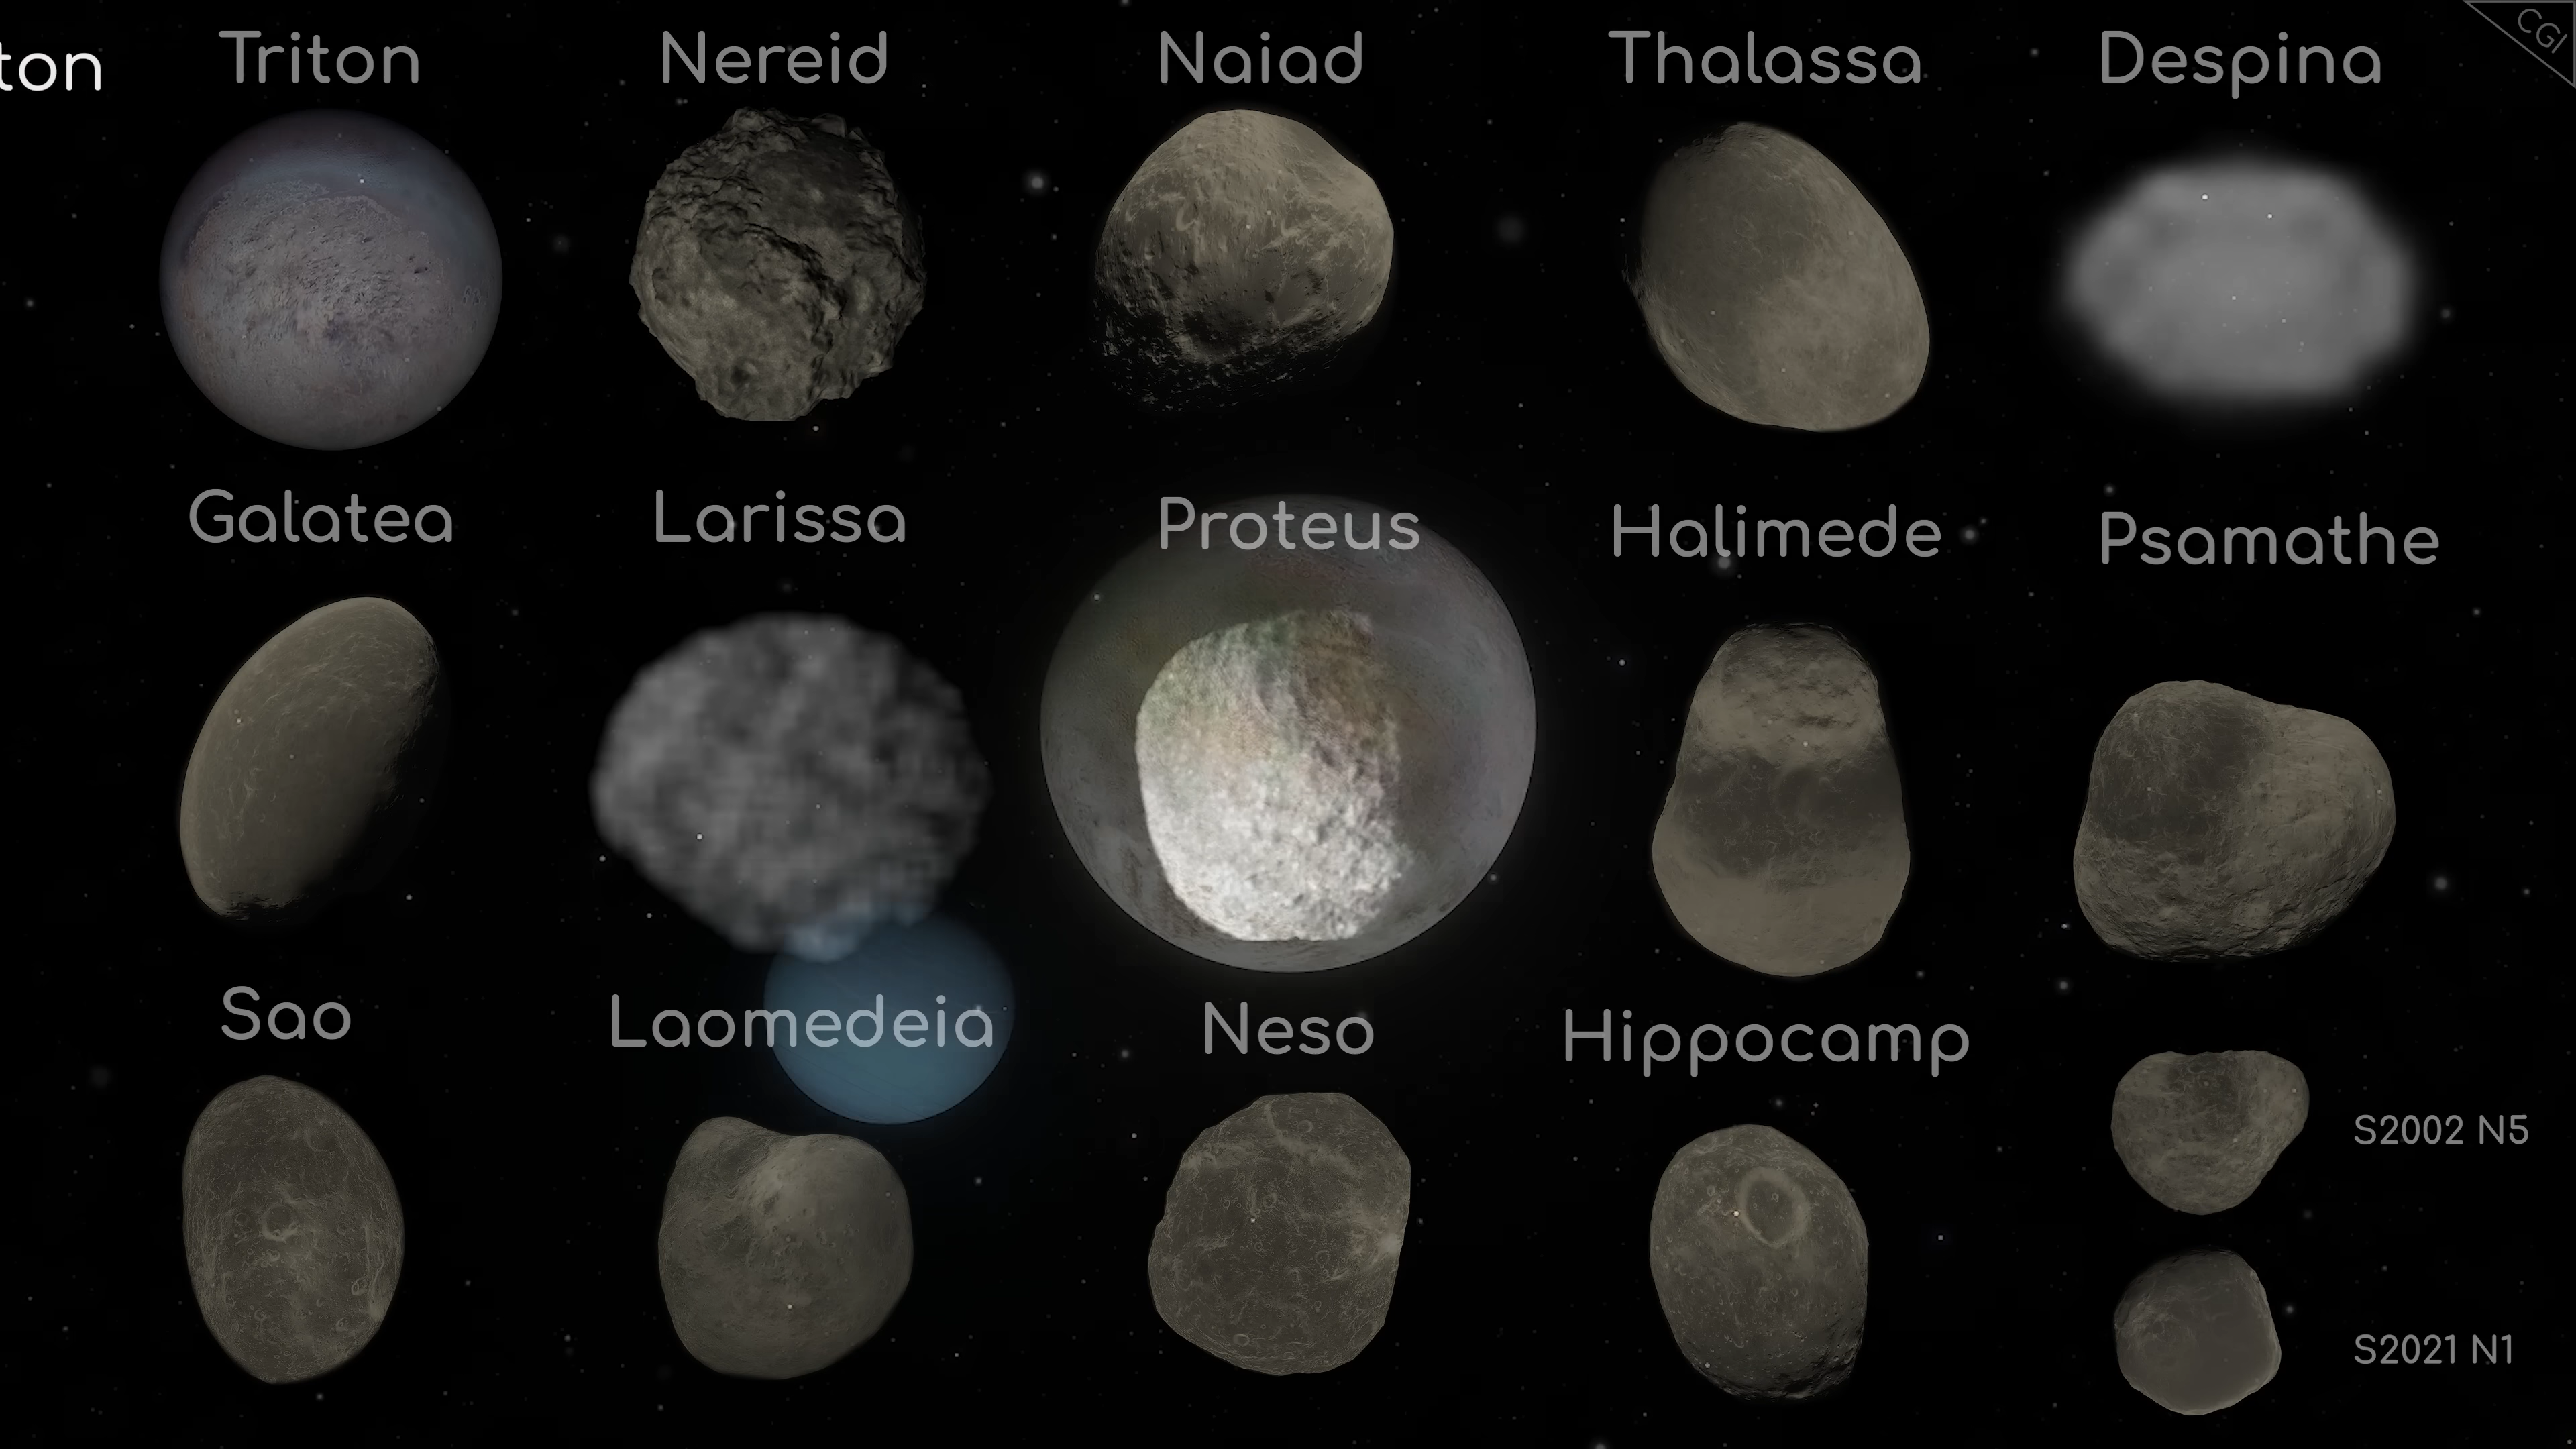 ton
Triton
Nereid
Naiad
Thalassa
Despina
CGI
Galatea
Larissa
Proteus
Halimede
Psamathe
Sao
Laomedeia
Neso
Hippocamp
S2002 N5
S2021 N1